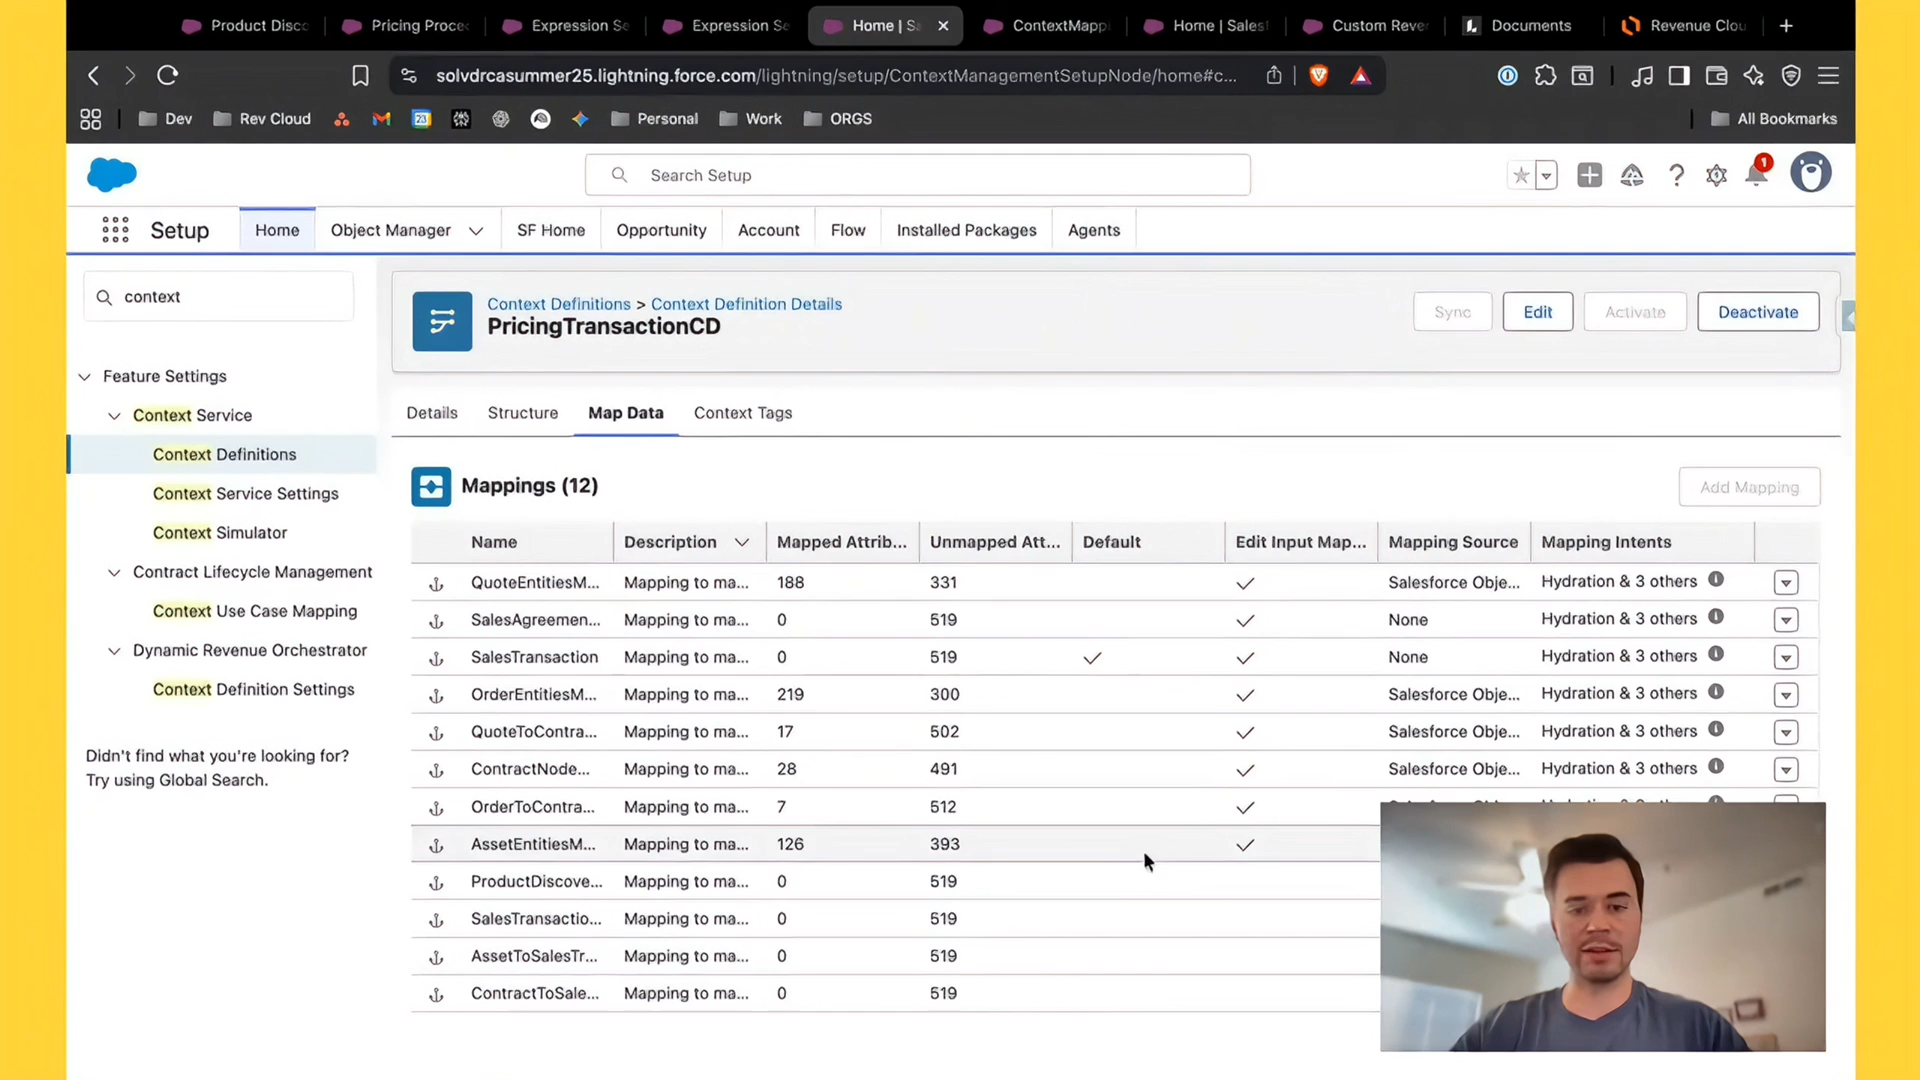 Product Disco
Pricing Proce
Expression Se
Expression Se
Home | Sa
ContextMappi
Home | Salesf
Custom Reve
Documents
Revenue Clou
solvdrcasummer25.lightning.force.com/lightning/setup/ContextManagementSetupNode/home#c...
Dev
Rev Cloud
23
Personal
Work
ORGS
All Bookmarks
Search Setup
1
Setup
Home
Object Manager
SF Home
Opportunity
Account
Flow
Installed Packages
Agents
context
Feature Settings
Context Service
Context Definitions
Context Service Settings
Context Simulator
Contract Lifecycle Management
Context Use Case Mapping
Dynamic Revenue Orchestrator
Context Definition Settings
Didn't find what you're looking for?
Try using Global Search.
Context Definitions > Context Definition Details
PricingTransactionCD
Sync
Edit
Activate
Deactivate
Details
Structure
Map Data
Context Tags
Mappings (12)
Add Mapping
Name Description Mapped Attrib... Unmapped Att... Default Edit Input Map... Mapping Source Mapping Intents
QuoteEntitiesM... Mapping to ma... 188 331 Salesforce Obje... Hydration & 3 others
SalesAgreemen... Mapping to ma... 0 519 None Hydration & 3 others
SalesTransaction Mapping to ma... 0 519 None Hydration & 3 others
OrderEntitiesM... Mapping to ma... 219 300 Salesforce Obje... Hydration & 3 others
QuoteToContra... Mapping to ma... 17 502 Salesforce Obje... Hydration & 3 others
ContractNode... Mapping to ma... 28 491 Salesforce Obje... Hydration & 3 others
OrderToContra... Mapping to ma... 7 512
AssetEntitiesM... Mapping to ma... 126 393
ProductDiscove... Mapping to ma... 0 519
SalesTransactio... Mapping to ma... 0 519
AssetToSalesTr... Mapping to ma... 0 519
ContractToSale... Mapping to ma... 0 519